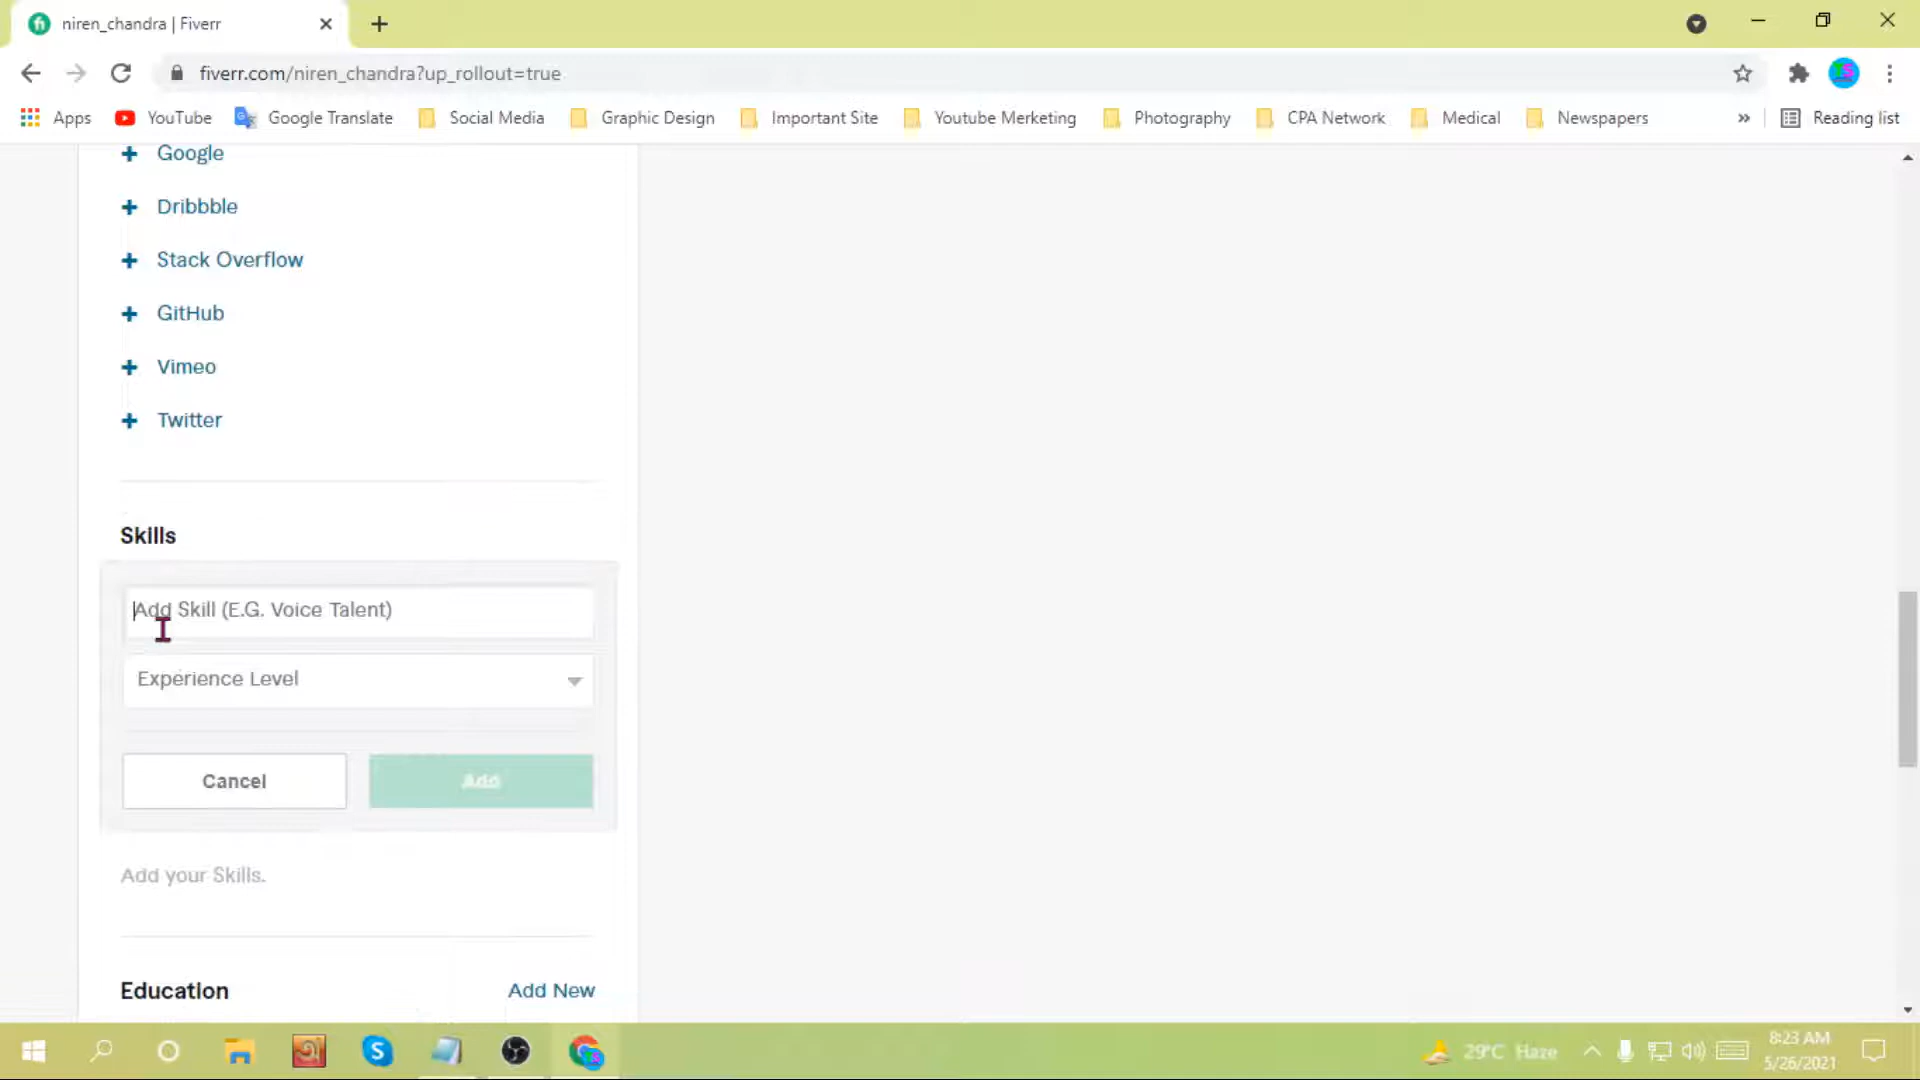 niren_chandra | Fiverr
fiverr.com/niren_chandra?up_rollout=true
Apps YouTube Google Translate Social Media Graphic Design Important Site Youtube Merketing Photography CPA Network Medical Newspapers » Reading list
+ Google
+ Dribbble
+ Stack Overflow
+ GitHub
+ Vimeo
+ Twitter
Skills
Add Skill (E.G. Voice Talent)
Experience Level
Cancel Add
Add your Skills.
Education Add New
29°C Haze
8:23 AM
5/26/2021